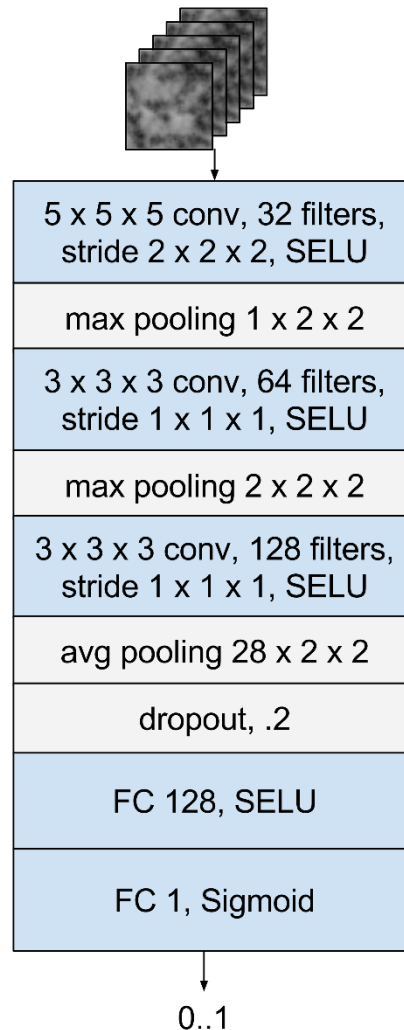 5 x 5 x 5 conv, 32 filters,
stride 2 x 2 x 2, SELU
max pooling 1 x 2 x 2
3 x 3 x 3 conv, 64 filters,
stride 1 x 1 x 1, SELU
max pooling 2 x 2 x 2
3 x 3 x 3 conv, 128 filters,
stride 1 x 1 x 1, SELU
avg pooling 28 x 2 x 2
dropout, .2
FC 128, SELU
FC 1, Sigmoid
0..1